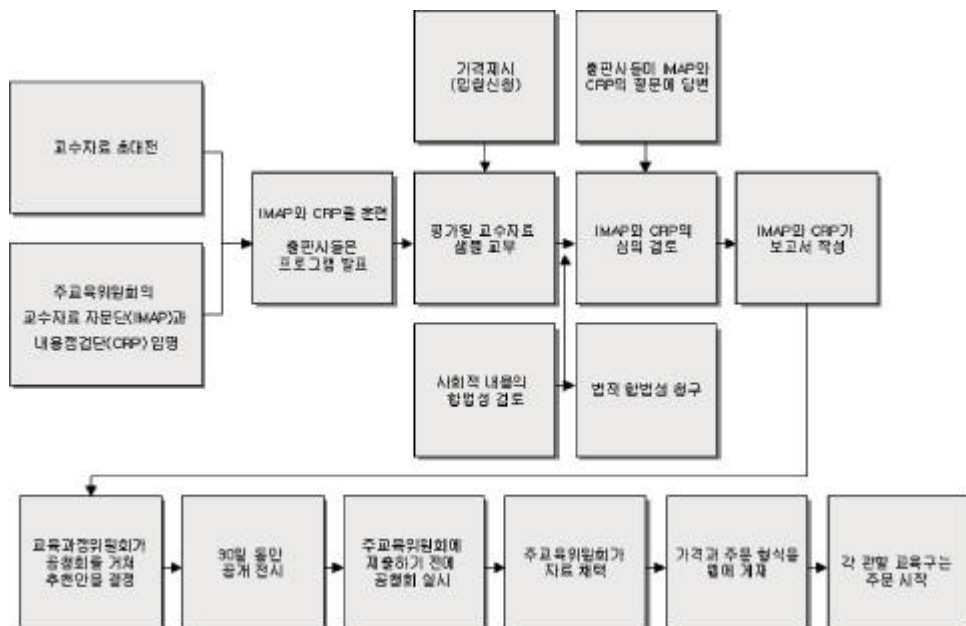 가격제시
(입찰신청)
출판사들이 IMAP와
CRP의 질문에 답변
교수자료 초대전
IMAP와 CRP를 훈련
출판사들은
프로그램 발표
평가될 교수자료
샘플 교부
IMAP와 CRP의
심의 검토
IMAP와 CRP가
보고서 작성
주교육위원회의
교수자료 자문단(IMAP)과
내용점검단(CRP) 임명
사회적 내용의
합법성 검토
법적 합법성 청구
교육과정위원회가
공청회를 거쳐
추천안을 결정
30일 동안
공개 전시
주교육위원회에
제출하기 전에
공청회 실시
주교육위원회가
자료 채택
가격과 주문 형식을
웹에 게재
각 관할 교육구는
주문 시작